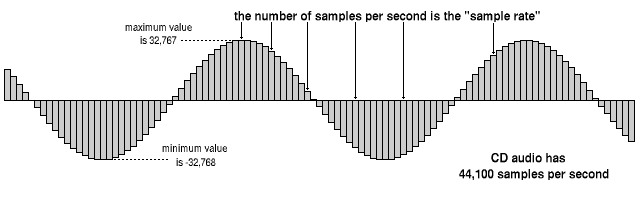 the number of samples per second is the "sample rate"
maximum value
is 32,767
minimum value
is -32,768
CD audio has
44,100 samples per second